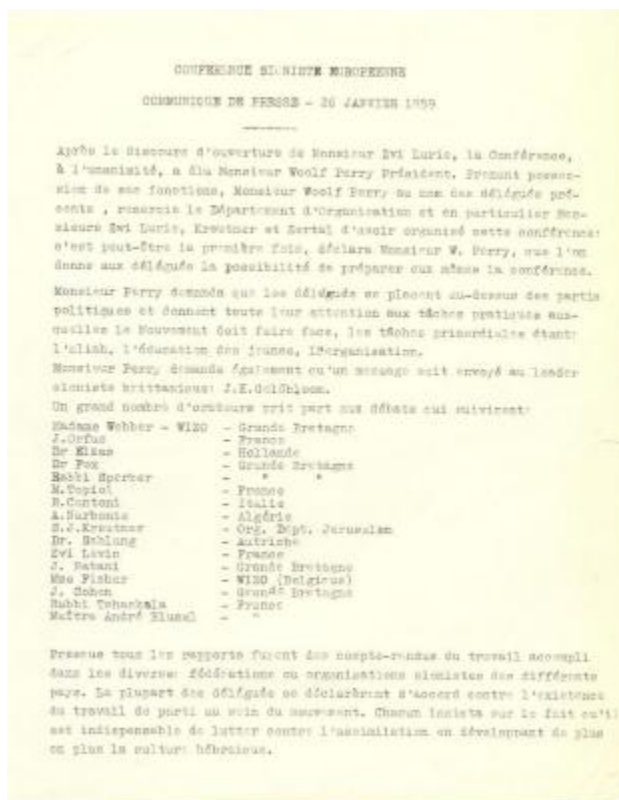 CONFERENCE SIONISTE EUROPEENNE
COMMUNIQUE DE PRESSE - 26 JANVIER 1959
Après le Discours d'ouverture de Monsieur Zvi Lurie, la Conférence,
à l'unanimité, a élu Monsieur Woolf Perry Président. Prenant posses-
sion de ses fonctions, Monsieur Woolf Perry au nom des délégués pré-
sents , remercie le Département d'Organisation et en particulier Mes-
sieurs Zvi Lurie, Kreutner et Zertal d'avoir organisé cette conférence:
c'est peut-être la première fois, déclara Monsieur W. Perry, que l'on
donne aux délégués la possibilité de préparer eux même la conférence.
Monsieur Perry demanda que les délégués se placent au-dessus des partis
politiques et donnent toute leur attention aux tâches pratiques aux-
quelles le Mouvement doit faire face, les tâches primordiales étant:
l'aliah, l'éducation des jeunes, l'organisation.
Monsieur Perry demanda également qu'un message soit envoyé au leader
sioniste brittanique: J.K.Goldbloom.
Un grand nombre d'orateurs prit part aux débats qui suivirent:
Madame Webber - WIZO - Grande Bretagne
J.Orfus - France
Dr Elzas - Hollande
Dr Fox - Grande Bretagne
Rabbi Sperber - " "
M.Topiol - France
R.Cantoni - Italie
A.Narbonis - Algérie
S.J.Kreutner - Org. Dept. Jerusalem
Dr. - Autriche
Zvi Levin - France
J. - Grande Bretagne
Mme Fisher - WIZO (Belgique)
J. Cohen - Grande Bretagne
Rabbi - France
Maître André Blumel - "
Presque tous les rapports furent des compte-rendus du travail accompli
dans les diverses fédérations ou organisations sionistes des différents
pays. La plupart des délégués se déclarèrent d'accord contre l'existence
du travail de parti au sein du mouvement. Chacun insista sur le fait qu'il
est indispensable de lutter contre l'assimilation en développant de plus
en plus la culture hébraïque.